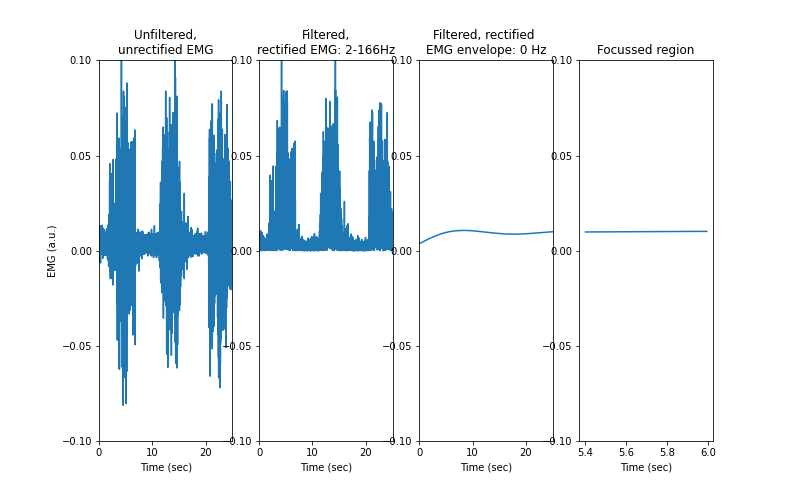 Unfiltered,
unrectified EMG
Filtered,
rectified EMG: 2-166Hz
Filtered, rectified
EMG envelope: 0 Hz
Focussed region
EMG (a.u.)
0.10
0.05
0.00
−0.05
−0.10
0 10 20
Time (sec)
0.10
0.05
0.00
−0.05
−0.10
0 10 20
Time (sec)
0.10
0.05
0.00
−0.05
−0.10
0 10 20
Time (sec)
0.10
0.05
0.00
−0.05
−0.10
5.4 5.6 5.8 6.0
Time (sec)